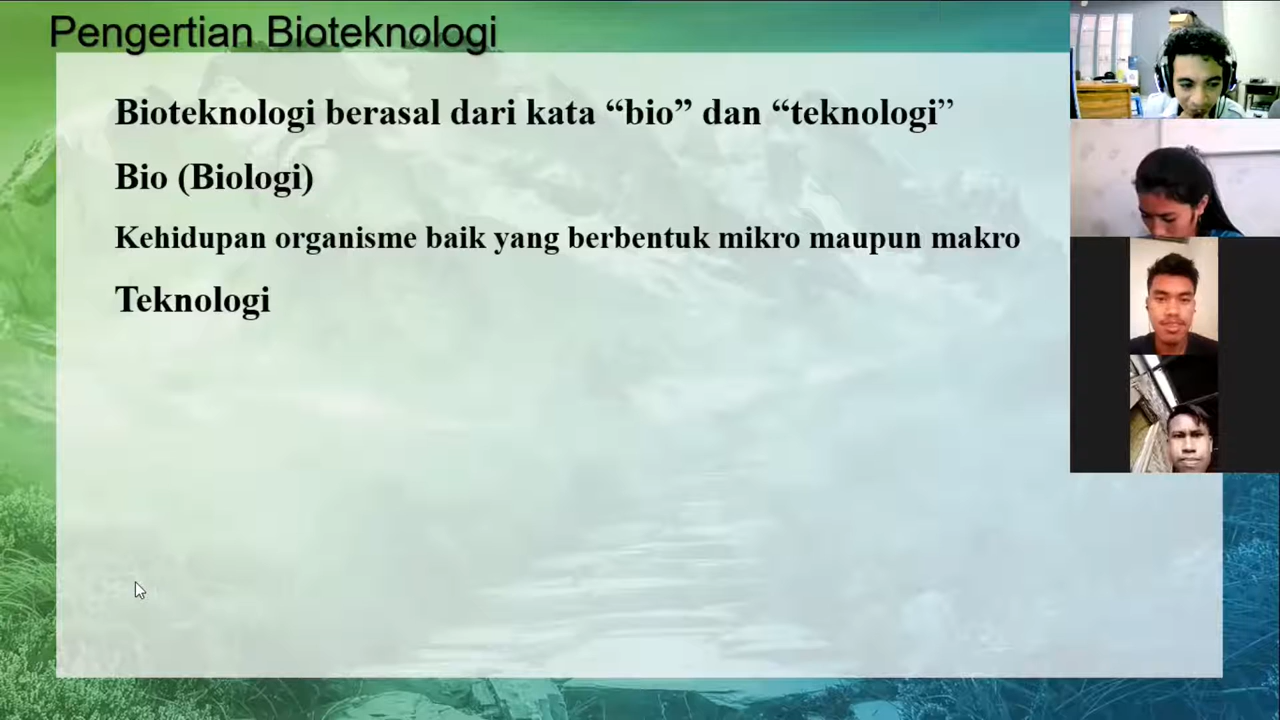 Pengertian Bioteknologi
Bioteknologi berasal dari kata “bio” dan “teknologi”
Bio (Biologi)
Kehidupan organisme baik yang berbentuk mikro maupun makro
Teknologi